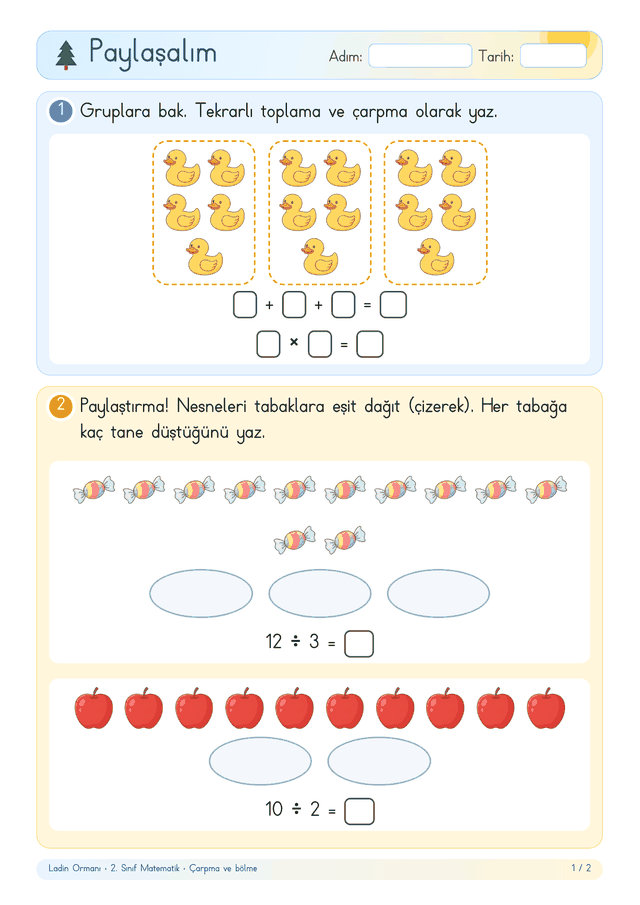 Paylaşalım
Adım:
Tarih:
1 Gruplara bak. Tekrarlı toplama ve çarpma olarak yaz.
+ + =
× =
2 Paylaştırma! Nesneleri tabaklara eşit dağıt (çizerek). Her tabağa
kaç tane düştüğünü yaz.
12 ÷ 3 =
10 ÷ 2 =
Ladin Ormanı • 2. Sınıf Matematik • Çarpma ve bölme
1 / 2